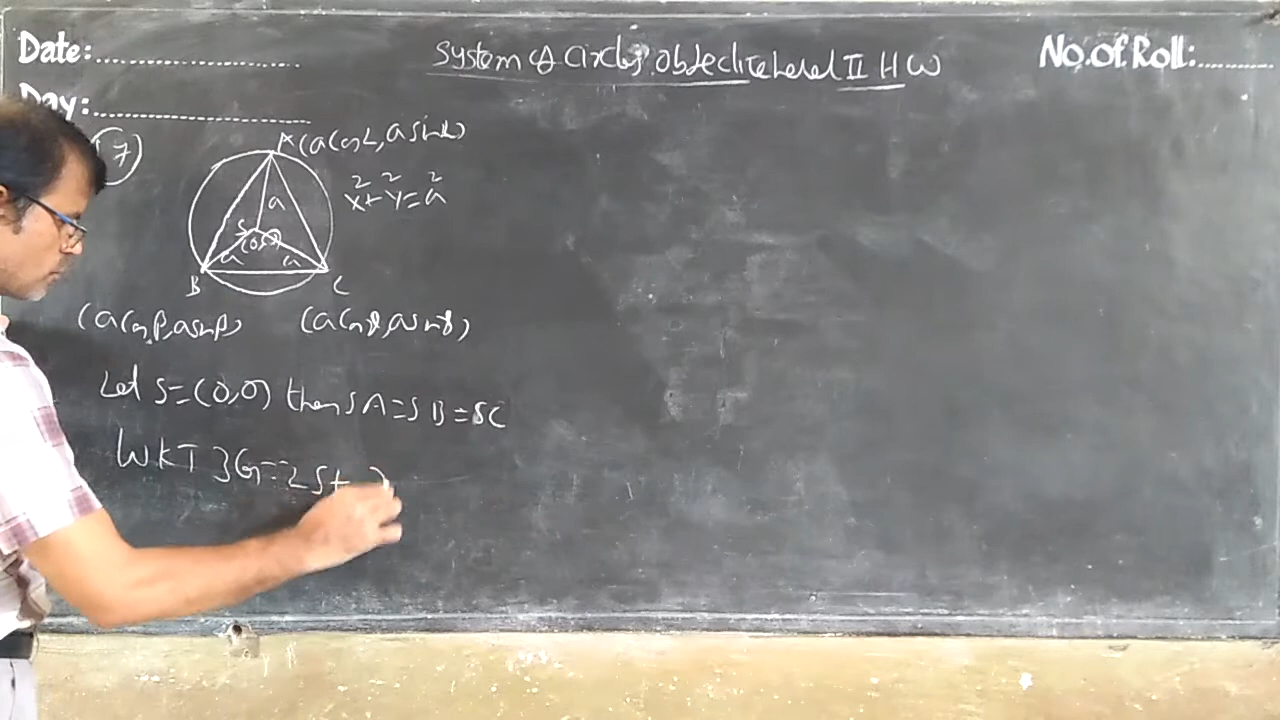 Date:..............................
System of Circles objective Level II HW
No.of.Roll:...........
Day:..............................
7
A(a Cosα, a sinα)
x²+y²=a²
a
S
(0,0)
a
a
B
C
(a Cosβ, a sinβ)
(a Cosγ, a sinγ)
Let S=(0,0) then SA=SB=SC
WKT 3G=2S+